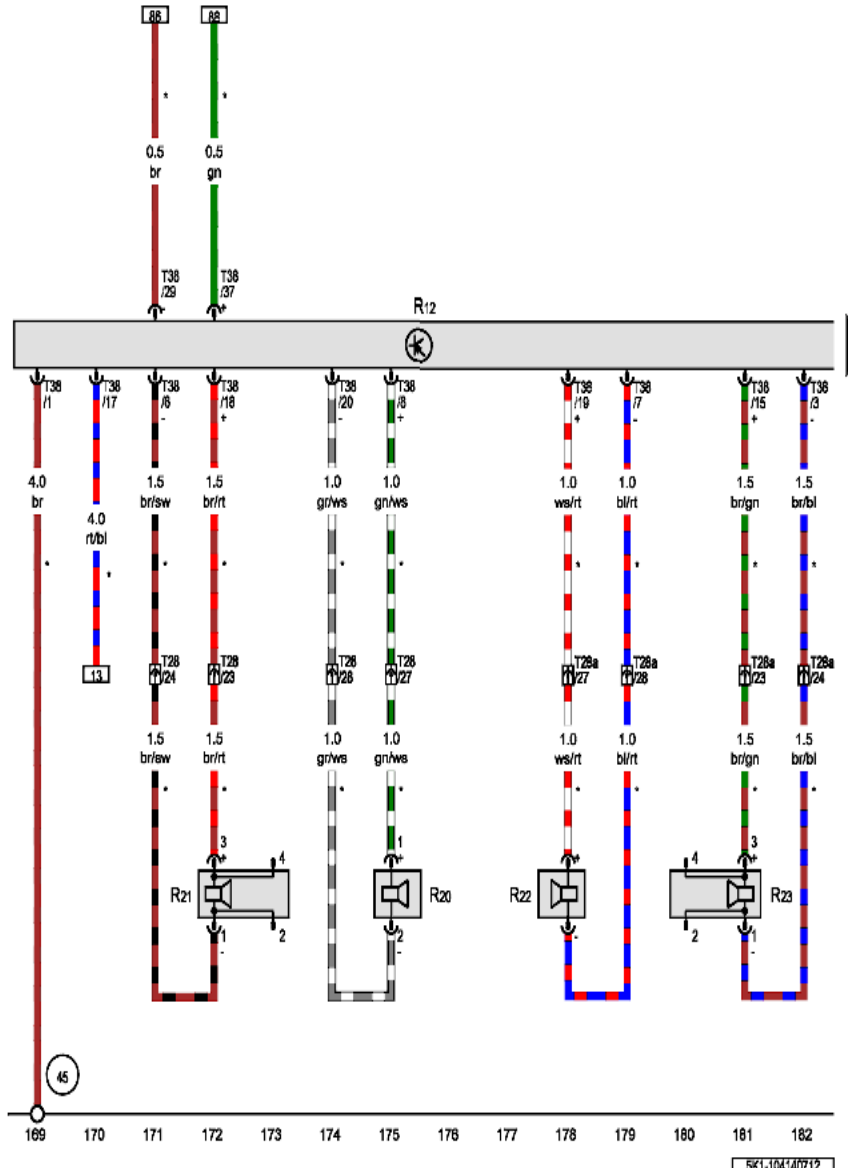 86 88
* *
0.5 0.5
br gn
T38 T38
/29 /37
- +
R12
T38 T38 T38 T38 T38 T38 T38 T38 T38 T38
/1 /17 /6 /18 /20 /8 /19 /7 /15 /3
- + - + + - + -
4.0 1.5 1.5 1.0 1.0 1.0 1.0 1.5 1.5
br br/sw br/rt gr/ws gn/ws ws/rt bl/rt br/gn br/bl
4.0
rt/bl
* * * * * * * * * *
13
T28 T28 T28 T28 T28a T28a T28a T28a
/24 /23 /28 /27 /27 /28 /23 /24
1.5 1.5 1.0 1.0 1.0 1.0 1.5 1.5
br/sw br/rt gr/ws gn/ws ws/rt bl/rt br/gn br/bl
* * * * * * * *
3 4 1 4 3
+ + + +
R21 R20 R22 R23
1 2 2 2 1
- - - -
45
169 170 171 172 173 174 175 176 177 178 179 180 181 182
5K1-104140712